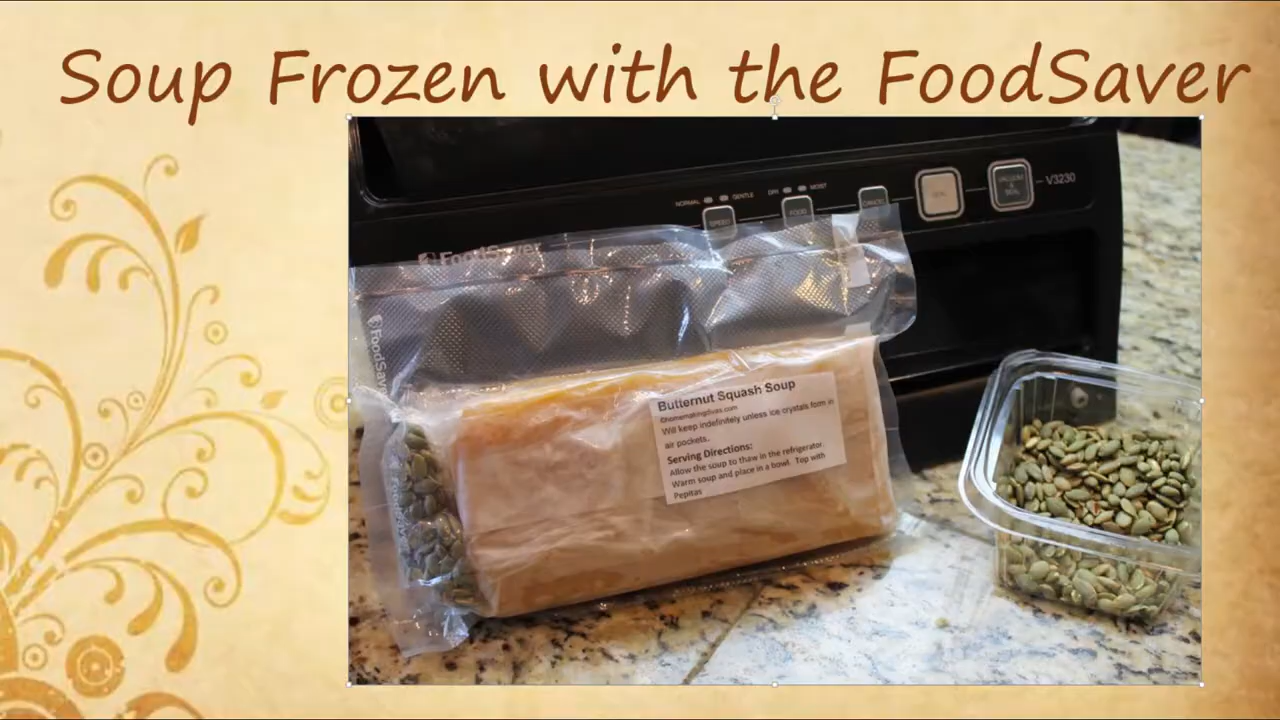 Soup Frozen with the FoodSaver
NORMAL GENTLE DRY MOIST
SPEED FOOD CANCEL SEAL VACUUM & SEAL V3230
FoodSaver
FoodSaver
Butternut Squash Soup
©homemakingdivas.com
Will keep indefinitely unless ice crystals form in
air pockets..
Serving Directions:
Allow the soup to thaw in the refrigerator
Warm soup and place in a bowl Top with
Pepitas